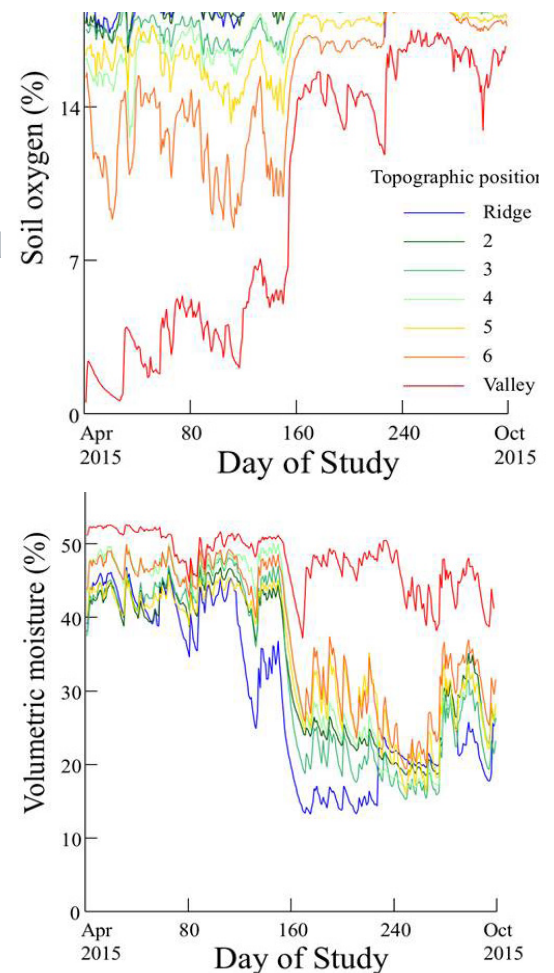 Soil oxygen (%)
14
7
0
Topographic position
Ridge
2
3
4
5
6
Valley
Apr
2015
80
160
240
Oct
2015
Day of Study
Volumetric moisture (%)
50
40
30
20
10
0
Apr
2015
80
160
240
Oct
2015
Day of Study